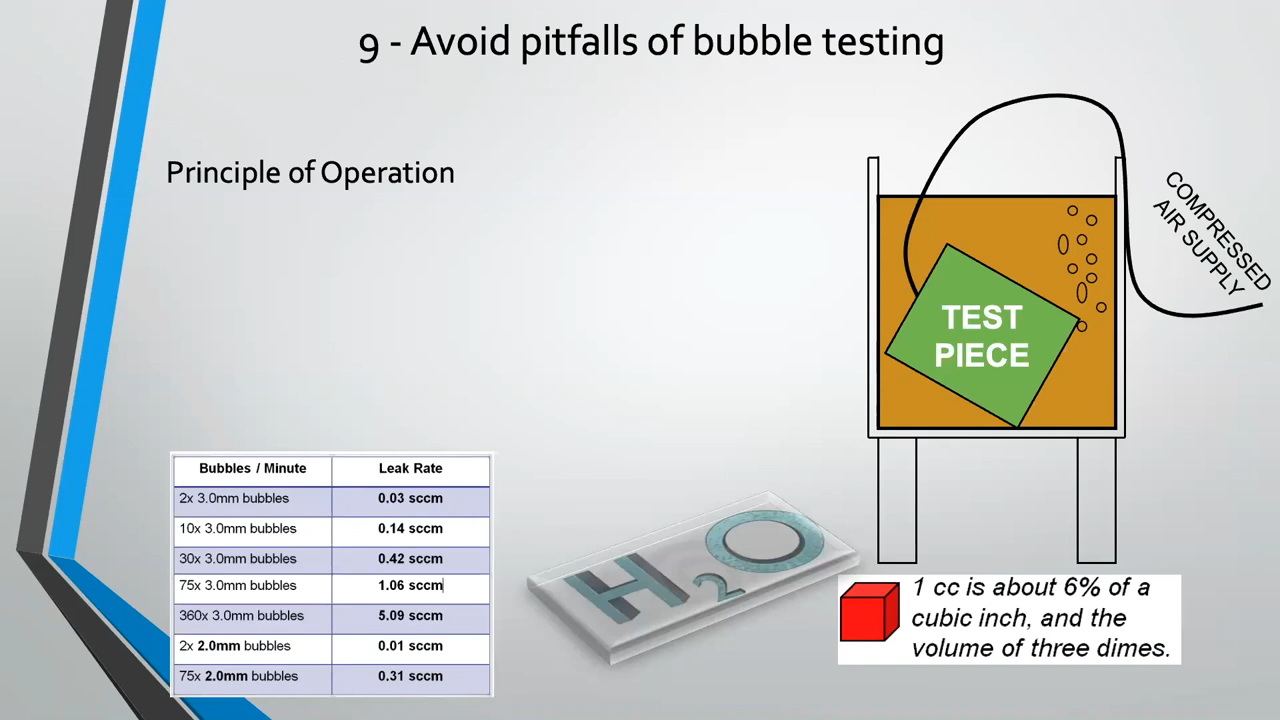 9 - Avoid pitfalls of bubble testing
Principle of Operation
COMPRESSED
AIR SUPPLY
TEST
PIECE
Bubbles / Minute Leak Rate
2x 3.0mm bubbles 0.03 sccm
10x 3.0mm bubbles 0.14 sccm
30x 3.0mm bubbles 0.42 sccm
75x 3.0mm bubbles 1.06 sccm
360x 3.0mm bubbles 5.09 sccm
2x 2.0mm bubbles 0.01 sccm
75x 2.0mm bubbles 0.31 sccm
H2O
1 cc is about 6% of a
cubic inch, and the
volume of three dimes.